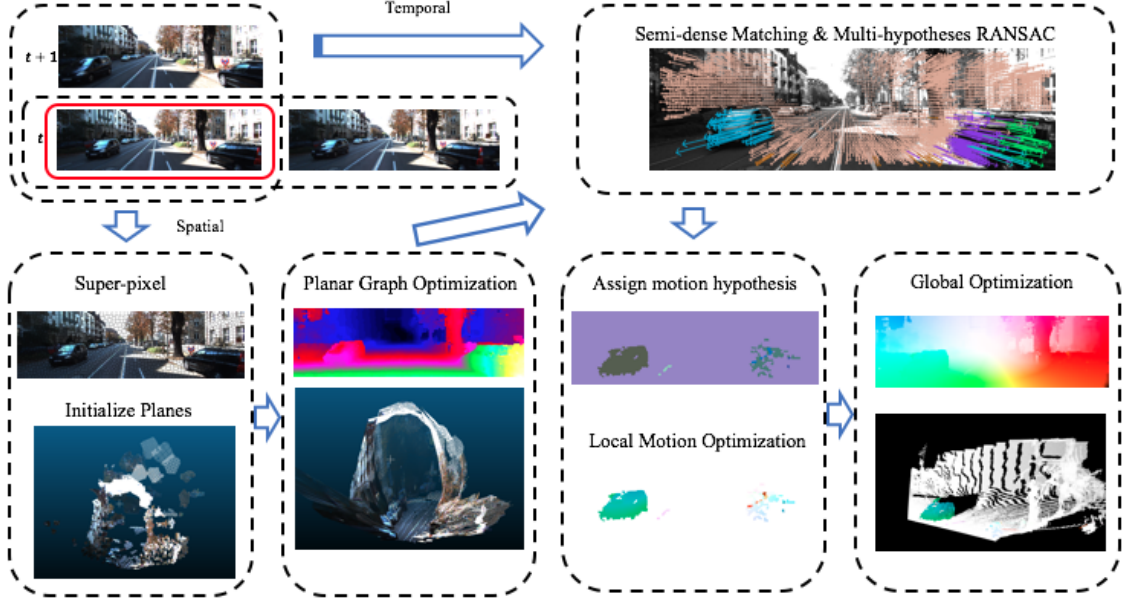 Temporal
Semi-dense Matching & Multi-hypotheses RANSAC
t + 1
t
Spatial
Super-pixel
Planar Graph Optimization
Assign motion hypothesis
Global Optimization
Initialize Planes
Local Motion Optimization